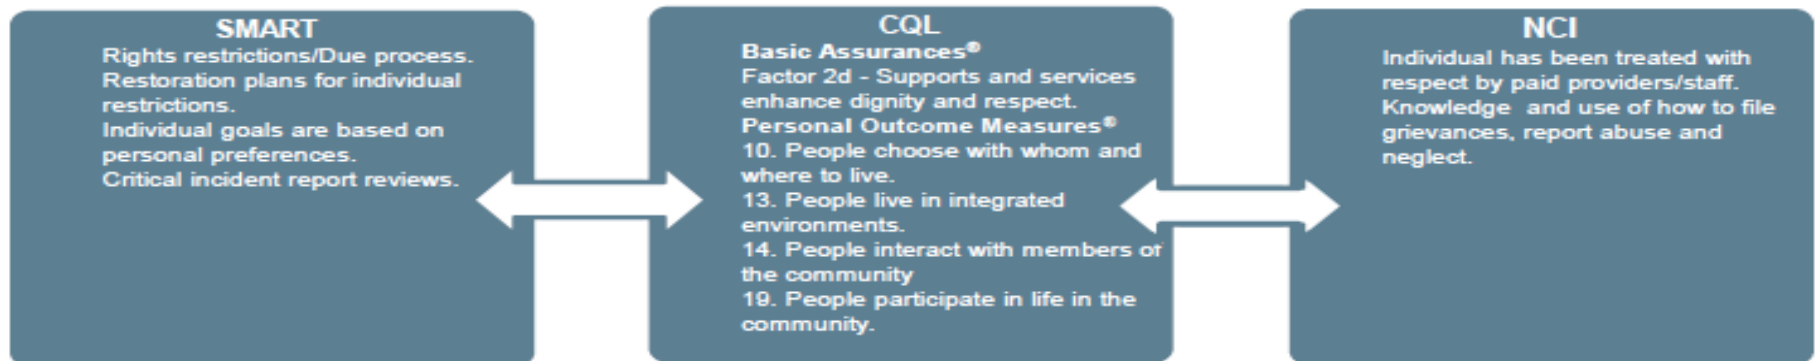 SMART
Rights restrictions/Due process.
Restoration plans for individual
restrictions.
Individual goals are based on
personal preferences.
Critical incident report reviews.
CQL
Basic Assurances®
Factor 2d - Supports and services
enhance dignity and respect.
Personal Outcome Measures®
10. People choose with whom and
where to live.
13. People live in integrated
environments.
14. People interact with members of
the community
19. People participate in life in the
community.
NCI
Individual has been treated with
respect by paid providers/staff.
Knowledge  and use of how to file
grievances, report abuse and
neglect.